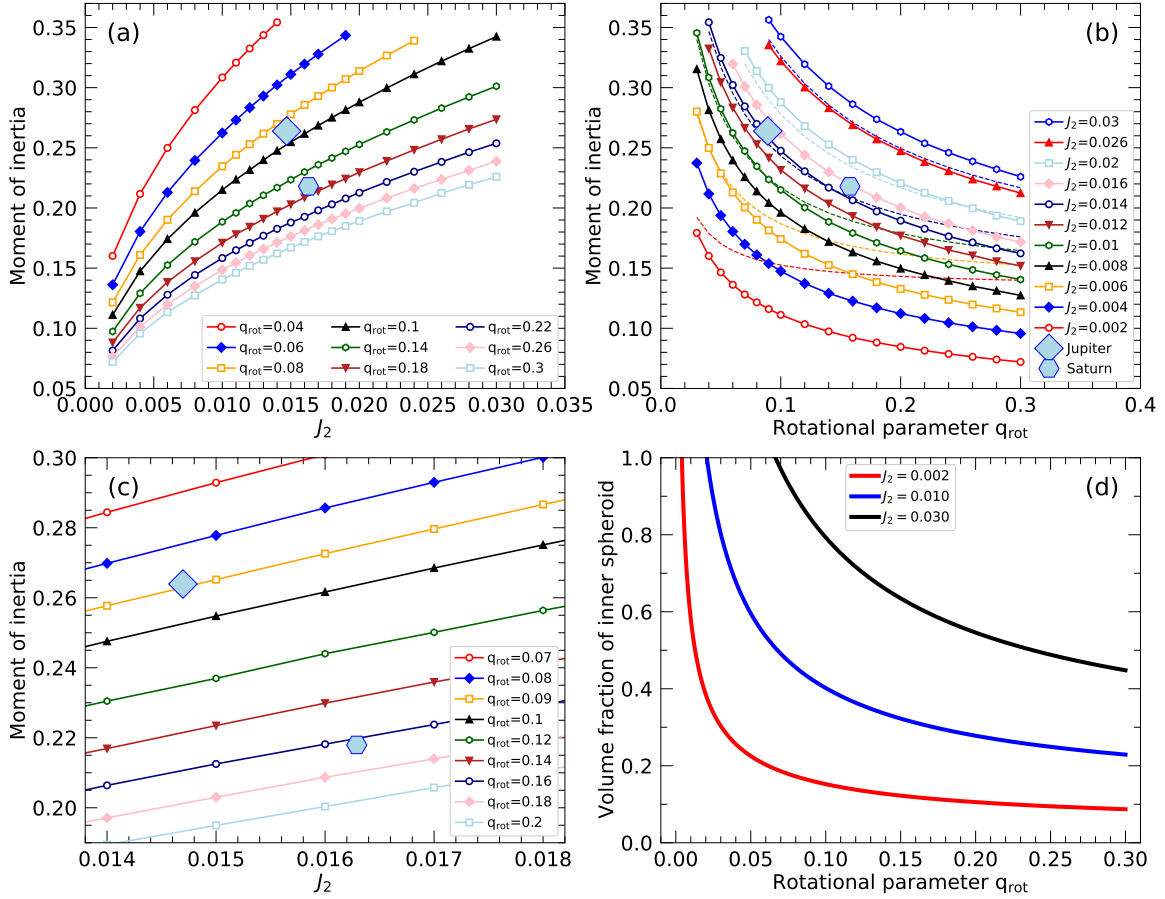 (a)
Moment of inertia
0.35
0.30
0.25
0.20
0.15
0.10
0.05
0.000 0.005 0.010 0.015 0.020 0.025 0.030 0.035
J2
qrot=0.04
qrot=0.06
qrot=0.08
qrot=0.1
qrot=0.14
qrot=0.18
qrot=0.22
qrot=0.26
qrot=0.3
(b)
Moment of inertia
0.35
0.30
0.25
0.20
0.15
0.10
0.05
0.0 0.1 0.2 0.3 0.4
Rotational parameter qrot
J2=0.03
J2=0.026
J2=0.02
J2=0.016
J2=0.014
J2=0.012
J2=0.01
J2=0.008
J2=0.006
J2=0.004
J2=0.002
Jupiter
Saturn
(c)
Moment of inertia
0.30
0.28
0.26
0.24
0.22
0.20
0.014 0.015 0.016 0.017 0.018
J2
qrot=0.07
qrot=0.08
qrot=0.09
qrot=0.1
qrot=0.12
qrot=0.14
qrot=0.16
qrot=0.18
qrot=0.2
(d)
Volume fraction of inner spheroid
1.0
0.8
0.6
0.4
0.2
0.0
0.00 0.05 0.10 0.15 0.20 0.25 0.30
Rotational parameter qrot
J2 = 0.002
J2 = 0.010
J2 = 0.030